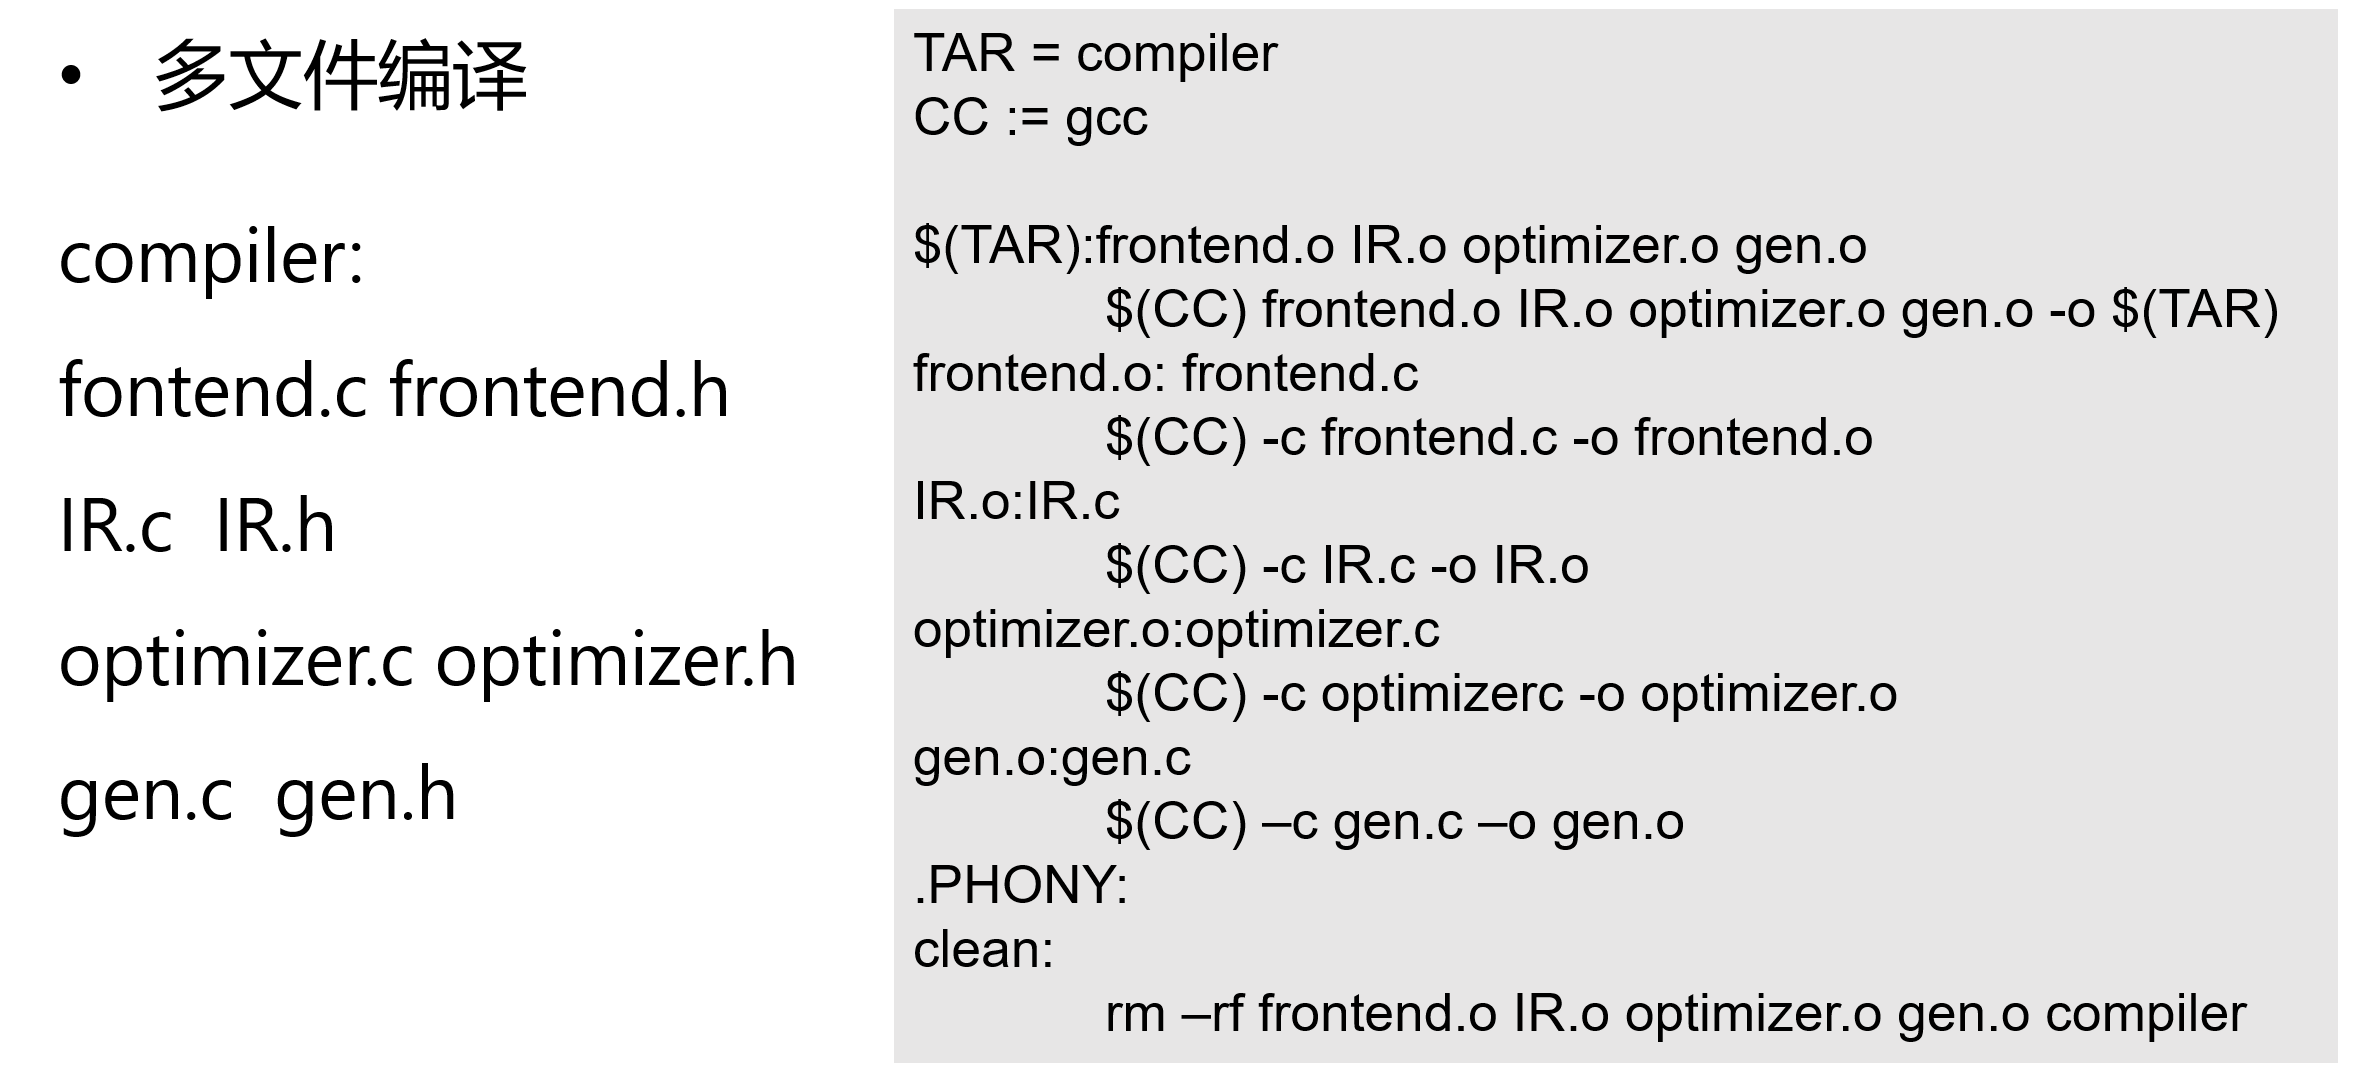 • 多文件编译
compiler:
fontend.c frontend.h
IR.c  IR.h
optimizer.c optimizer.h
gen.c  gen.h
TAR = compiler
CC := gcc
$(TAR):frontend.o IR.o optimizer.o gen.o
$(CC) frontend.o IR.o optimizer.o gen.o -o $(TAR)
frontend.o: frontend.c
$(CC) -c frontend.c -o frontend.o
IR.o:IR.c
$(CC) -c IR.c -o IR.o
optimizer.o:optimizer.c
$(CC) -c optimizerc -o optimizer.o
gen.o:gen.c
$(CC) –c gen.c –o gen.o
.PHONY:
clean:
rm –rf frontend.o IR.o optimizer.o gen.o compiler